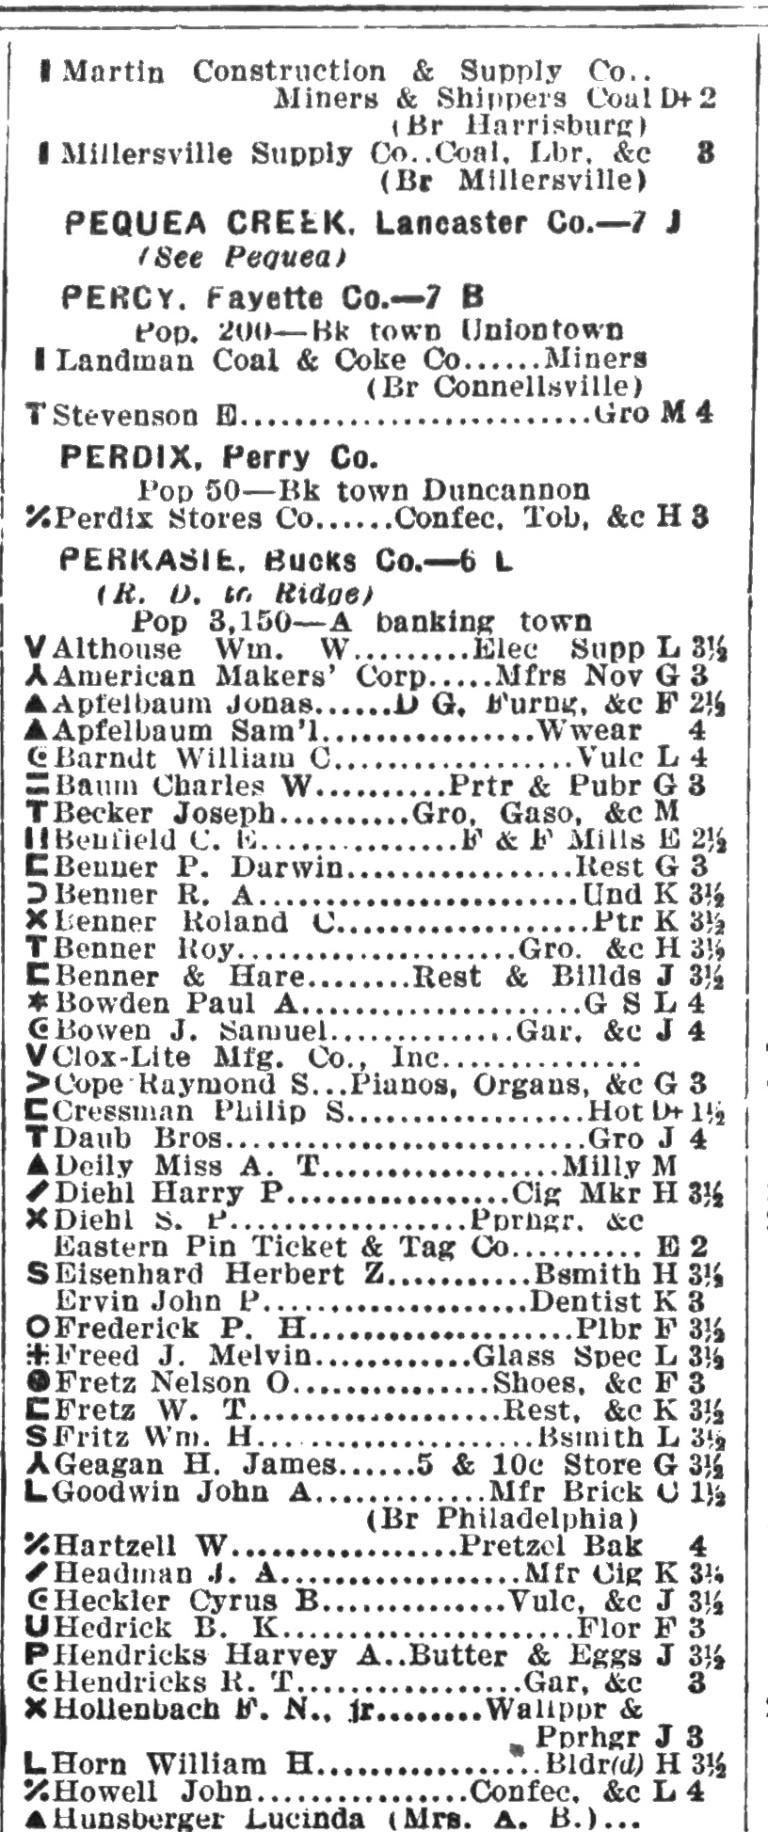 ▮ Martin Construction & Supply Co..
Miners & Shippers Coal D+ 2
(Br Harrisburg)
▮ Millersville Supply Co..Coal, Lbr, &c 3
(Br Millersville)
PEQUEA CREEK, Lancaster Co.—7 J
(See Pequea)
PERCY, Fayette Co.—7 B
Pop. 200—Bk town Uniontown
▮ Landman Coal & Coke Co......Miners
(Br Connellsville)
T Stevenson E............................Gro M 4
PERDIX, Perry Co.
Pop 50—Bk town Duncannon
٪ Perdix Stores Co......Confec, Tob, &c H 3
PERKASIE, Bucks Co.—6 L
(R. D. to Ridge)
Pop 3,150—A banking town
V Althouse Wm. W.........Elec Supp L 3½
⅄ American Makers' Corp.....Mfrs Nov G 3
▲ Apfelbaum Jonas......D G, Furng, &c F 2½
▲ Apfelbaum Sam'l.................Wwear 4
Barndt William C...................Vulc L 4
Baum Charles W..........Prtr & Pubr G 3
T Becker Joseph..........Gro, Gaso, &c M
Benfield C. E................F & F Mills E 2½
⊏ Benner P. Darwin..................Rest G 3
Ɔ Benner R. A.........................Und K 3½
X Benner Roland C....................Ptr K 3½
T Benner Roy......................Gro. &c H 3½
⊏ Benner & Hare........Rest & Billds J 3½
* Bowden Paul A......................G S L 4
Bowen J. Samuel..............Gar, &c J 4
V Clox-Lite Mfg. Co., Inc................
> Cope Raymond S...Pianos, Organs, &c G 3
⊏ Cressman Philip S...................Hot D+ 1½
T Daub Bros.............................Gro J 4
▲ Deily Miss A. T...................Milly M
Diehl Harry P.................Cig Mkr H 3½
X Diehl S. P...................Pprhgr, &c
Eastern Pin Ticket & Tag Co.......... E 2
S Eisenhard Herbert Z...........Bsmith H 3½
Ervin John P.....................Dentist K 3
O Frederick P. H.....................Plbr F 3½
Freed J. Melvin............Glass Spec L 3½
Fretz Nelson O...............Shoes, &c F 3
⊏ Fretz W. T....................Rest, &c K 3½
S Fritz Wm. H......................Bsmith L 3½
⅄ Geagan H. James......5 & 10c Store G 3½
L Goodwin John A.............Mfr Brick C 1½
(Br Philadelphia)
٪ Hartzell W.................Pretzel Bak 4
Headman J. A...................Mfr Cig K 3½
Heckler Cyrus B..............Vulc, &c J 3½
U Hedrick B. K.......................Flor F 3
P Hendricks Harvey A..Butter & Eggs J 3½
Hendricks R. T.................Gar, &c 3
X Hollenbach F. N., jr........Wallppr &
Pprhgr J 3
L Horn William H.................Bldr(d) H 3½
٪ Howell John................Confec, &c L 4
▲ Hunsberger Lucinda (Mrs. A. B.)...